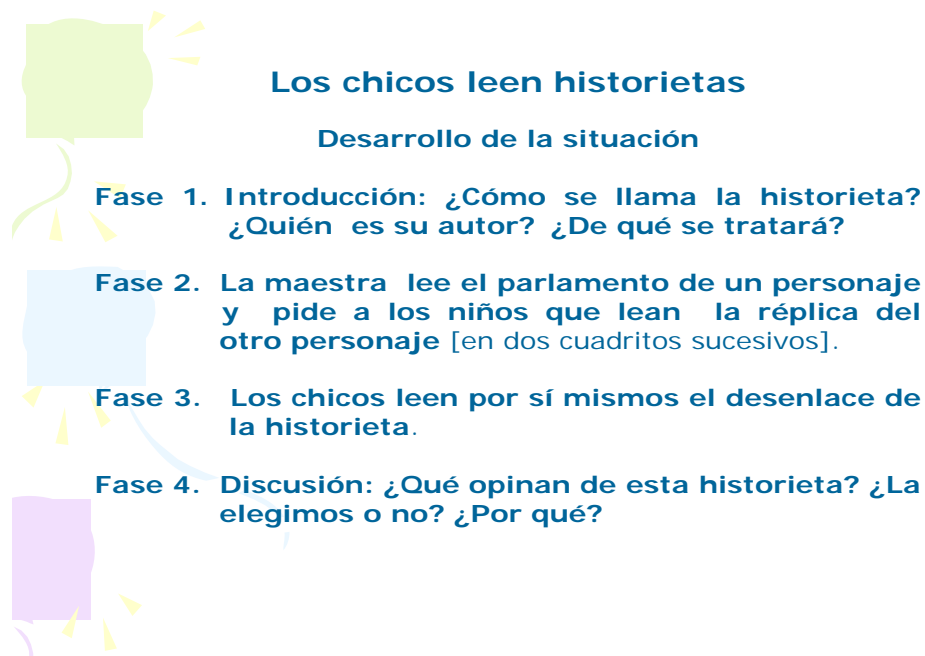 Los chicos leen historietas
Desarrollo de la situación
Fase 1. Introducción: ¿Cómo se llama la historieta?
¿Quién es su autor? ¿De qué se tratará?
Fase 2. La maestra lee el parlamento de un personaje
y pide a los niños que lean la réplica del
otro personaje [en dos cuadritos sucesivos].
Fase 3. Los chicos leen por sí mismos el desenlace de
la historieta.
Fase 4. Discusión: ¿Qué opinan de esta historieta? ¿La
elegimos o no? ¿Por qué?